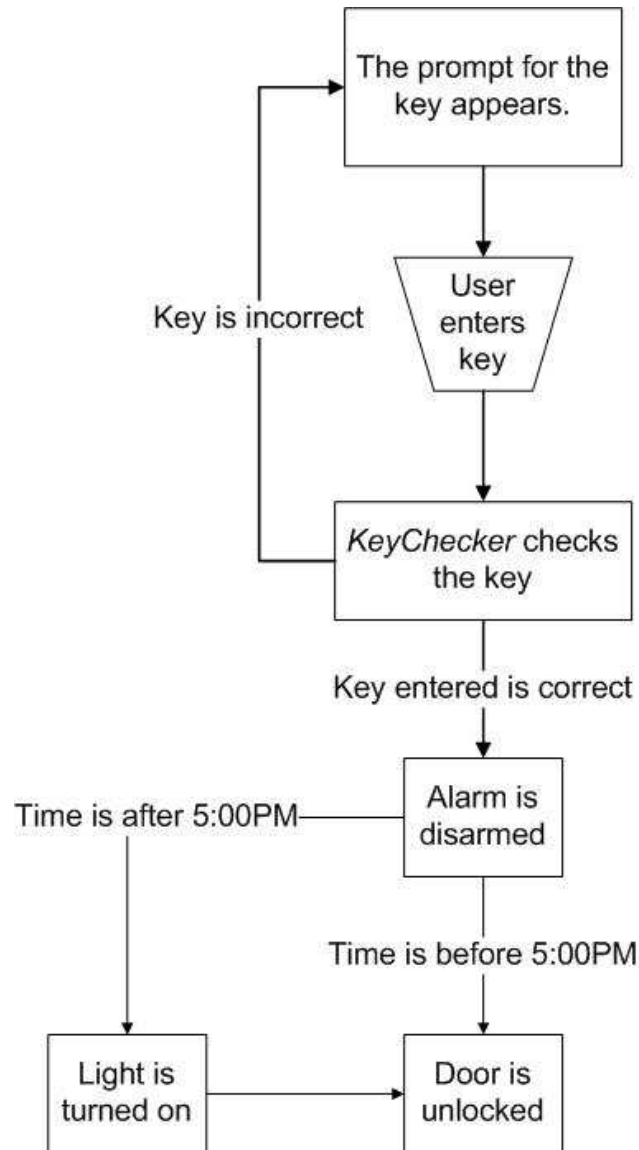 The prompt for the
key appears.
User
enters
key
Key is incorrect
KeyChecker checks
the key
Key entered is correct
Alarm is
disarmed
Time is after 5:00PM
Time is before 5:00PM
Light is
turned on
Door is
unlocked